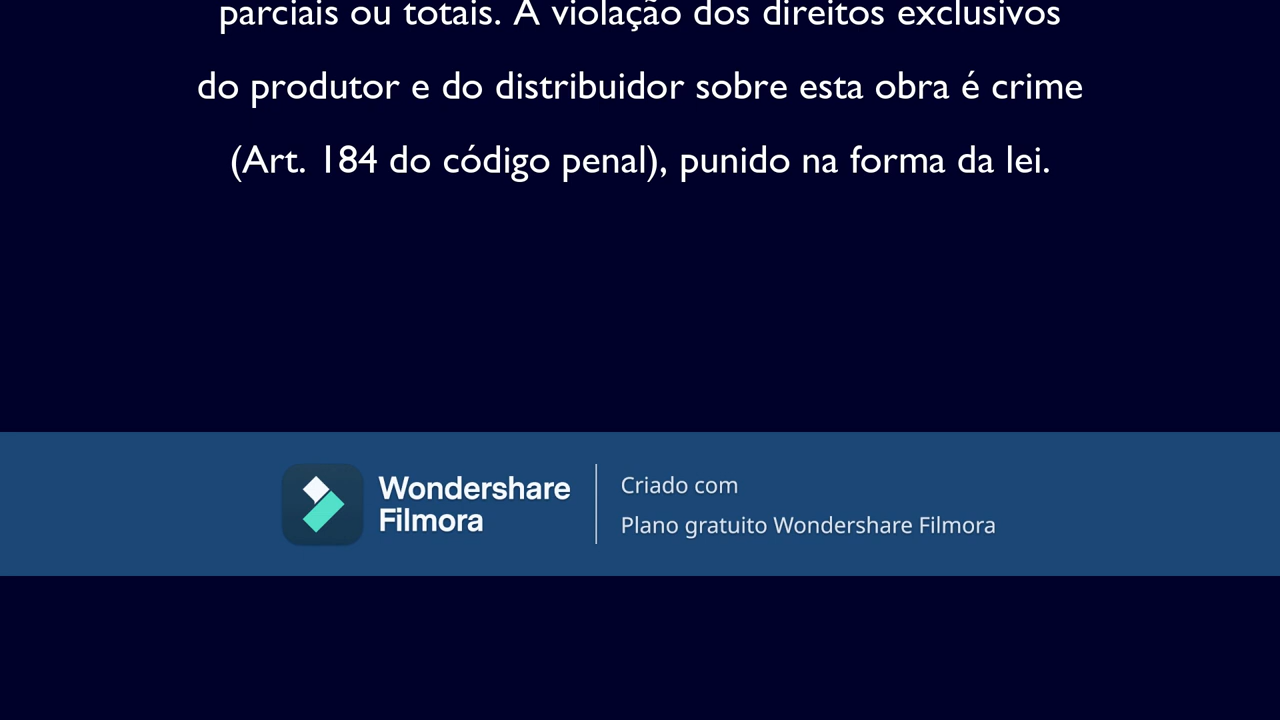 parciais ou totais. A violação dos direitos exclusivos
do produtor e do distribuidor sobre esta obra é crime
(Art. 184 do código penal), punido na forma da lei.
Wondershare
Filmora
Criado com
Plano gratuito Wondershare Filmora